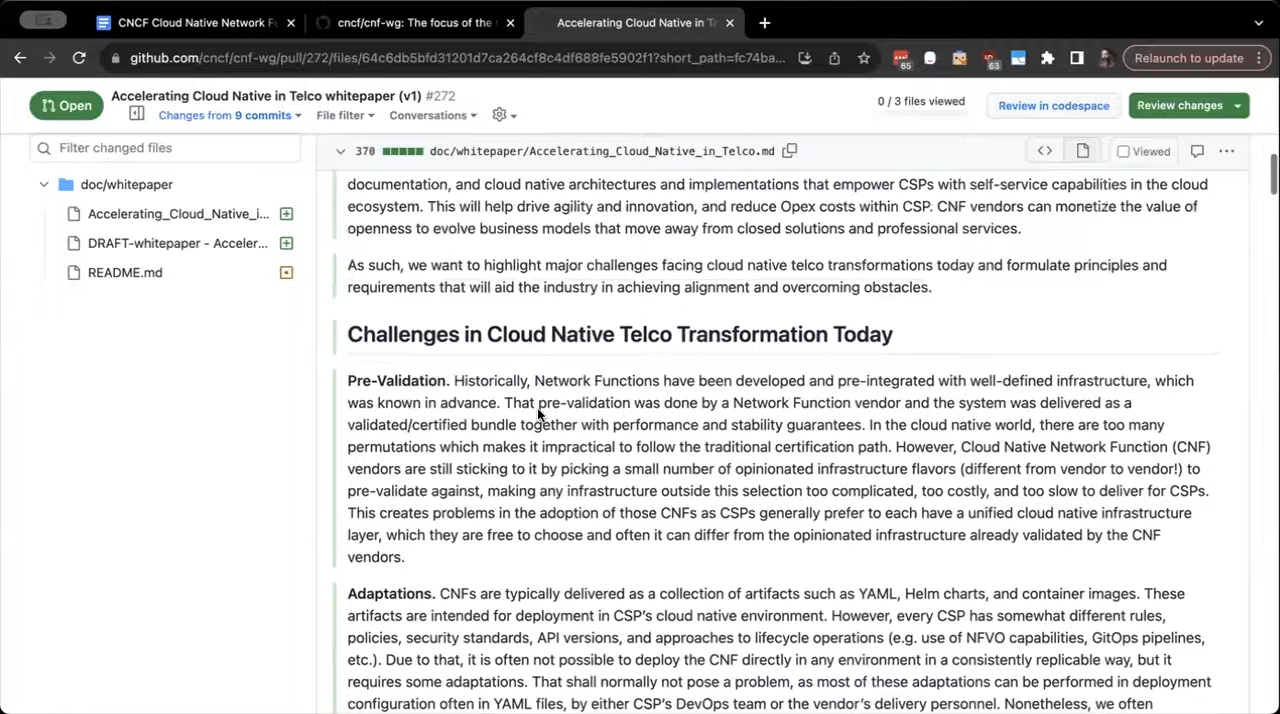 CNCF Cloud Native Network F
cncf/cnf-wg: The focus of the
Accelerating Cloud Native in T
github.com/cncf/cnf-wg/pull/272/files/64c6db5bfd31201d7ca264cf8c4df688fe5902f1?short_path=fc74ba...
65
63
Relaunch to update
Open
Accelerating Cloud Native in Telco whitepaper (v1) #272
Changes from 9 commits
File filter
Conversations
0 / 3 files viewed
Review in codespace
Review changes
Filter changed files
370 doc/whitepaper/Accelerating_Cloud_Native_in_Telco.md
Viewed
doc/whitepaper
Accelerating_Cloud_Native_i...
DRAFT-whitepaper - Acceler...
README.md
documentation, and cloud native architectures and implementations that empower CSPs with self-service capabilities in the cloud
ecosystem. This will help drive agility and innovation, and reduce Opex costs within CSP. CNF vendors can monetize the value of
openness to evolve business models that move away from closed solutions and professional services.
As such, we want to highlight major challenges facing cloud native telco transformations today and formulate principles and
requirements that will aid the industry in achieving alignment and overcoming obstacles.
Challenges in Cloud Native Telco Transformation Today
Pre-Validation. Historically, Network Functions have been developed and pre-integrated with well-defined infrastructure, which
was known in advance. That pre-validation was done by a Network Function vendor and the system was delivered as a
validated/certified bundle together with performance and stability guarantees. In the cloud native world, there are too many
permutations which makes it impractical to follow the traditional certification path. However, Cloud Native Network Function (CNF)
vendors are still sticking to it by picking a small number of opinionated infrastructure flavors (different from vendor to vendor!) to
pre-validate against, making any infrastructure outside this selection too complicated, too costly, and too slow to deliver for CSPs.
This creates problems in the adoption of those CNFs as CSPs generally prefer to each have a unified cloud native infrastructure
layer, which they are free to choose and often it can differ from the opinionated infrastructure already validated by the CNF
vendors.
Adaptations. CNFs are typically delivered as a collection of artifacts such as YAML, Helm charts, and container images. These
artifacts are intended for deployment in CSP's cloud native environment. However, every CSP has somewhat different rules,
policies, security standards, API versions, and approaches to lifecycle operations (e.g. use of NFVO capabilities, GitOps pipelines,
etc.). Due to that, it is often not possible to deploy the CNF directly in any environment in a consistently replicable way, but it
requires some adaptations. That shall normally not pose a problem, as most of these adaptations can be performed in deployment
configuration often in YAML files, by either CSP's DevOps team or the vendor's delivery personnel. Nonetheless, we often